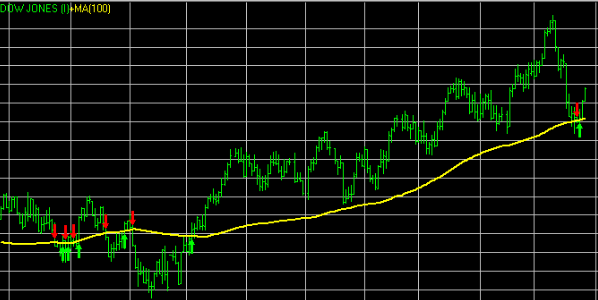 DOW JONES (I)+MA(100)